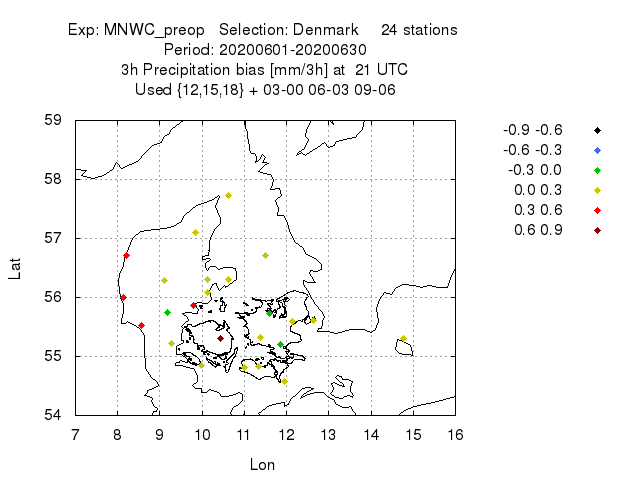 Exp: MNWC_preop   Selection: Denmark     24 stations
Period: 20200601-20200630
3h Precipitation bias [mm/3h] at  21 UTC
Used {12,15,18} + 03-00 06-03 09-06
-0.9 -0.6
-0.6 -0.3
-0.3 0.0
0.0 0.3
0.3 0.6
0.6 0.9
59
58
57
56
55
54
Lat
7 8 9 10 11 12 13 14 15 16
Lon